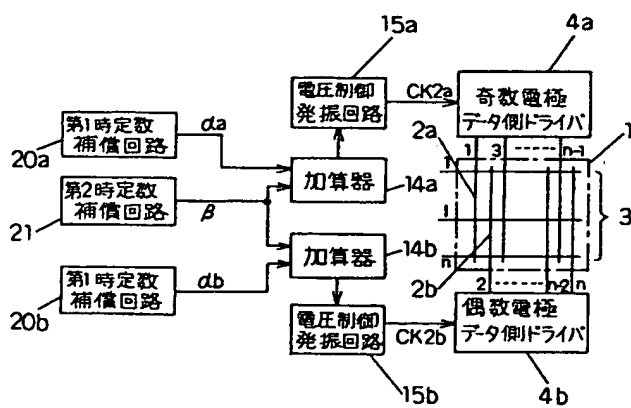 15a
4a
電圧制御
発振回路
CK2a
奇数電極
データ側ドライバ
第1時定数
補償回路
αa
20a
2a
1
3
n-1
1
1
加算器
14a
第2時定数
補償回路
β
21
1
3
加算器
14b
n
2b
2
n-2
n
第1時定数
補償回路
αb
20b
電圧制御
発振回路
CK2b
偶数電極
データ側ドライバ
15b
4b